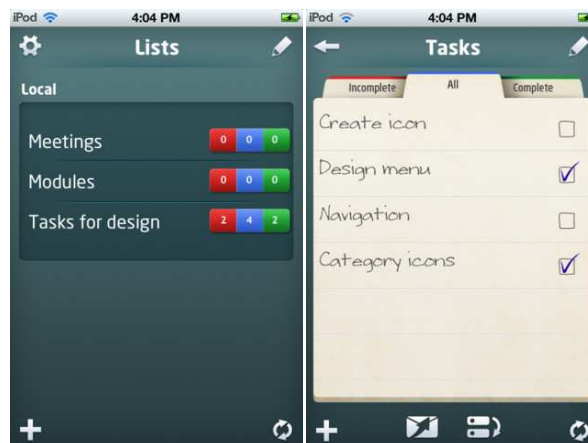 iPod 4:04 PM
Lists
Local
Meetings 0 0 0
Modules 0 0 0
Tasks for design 2 4 2
iPod 4:04 PM
Tasks
Incomplete All Complete
Create icon
Design menu
Navigation
Category icons